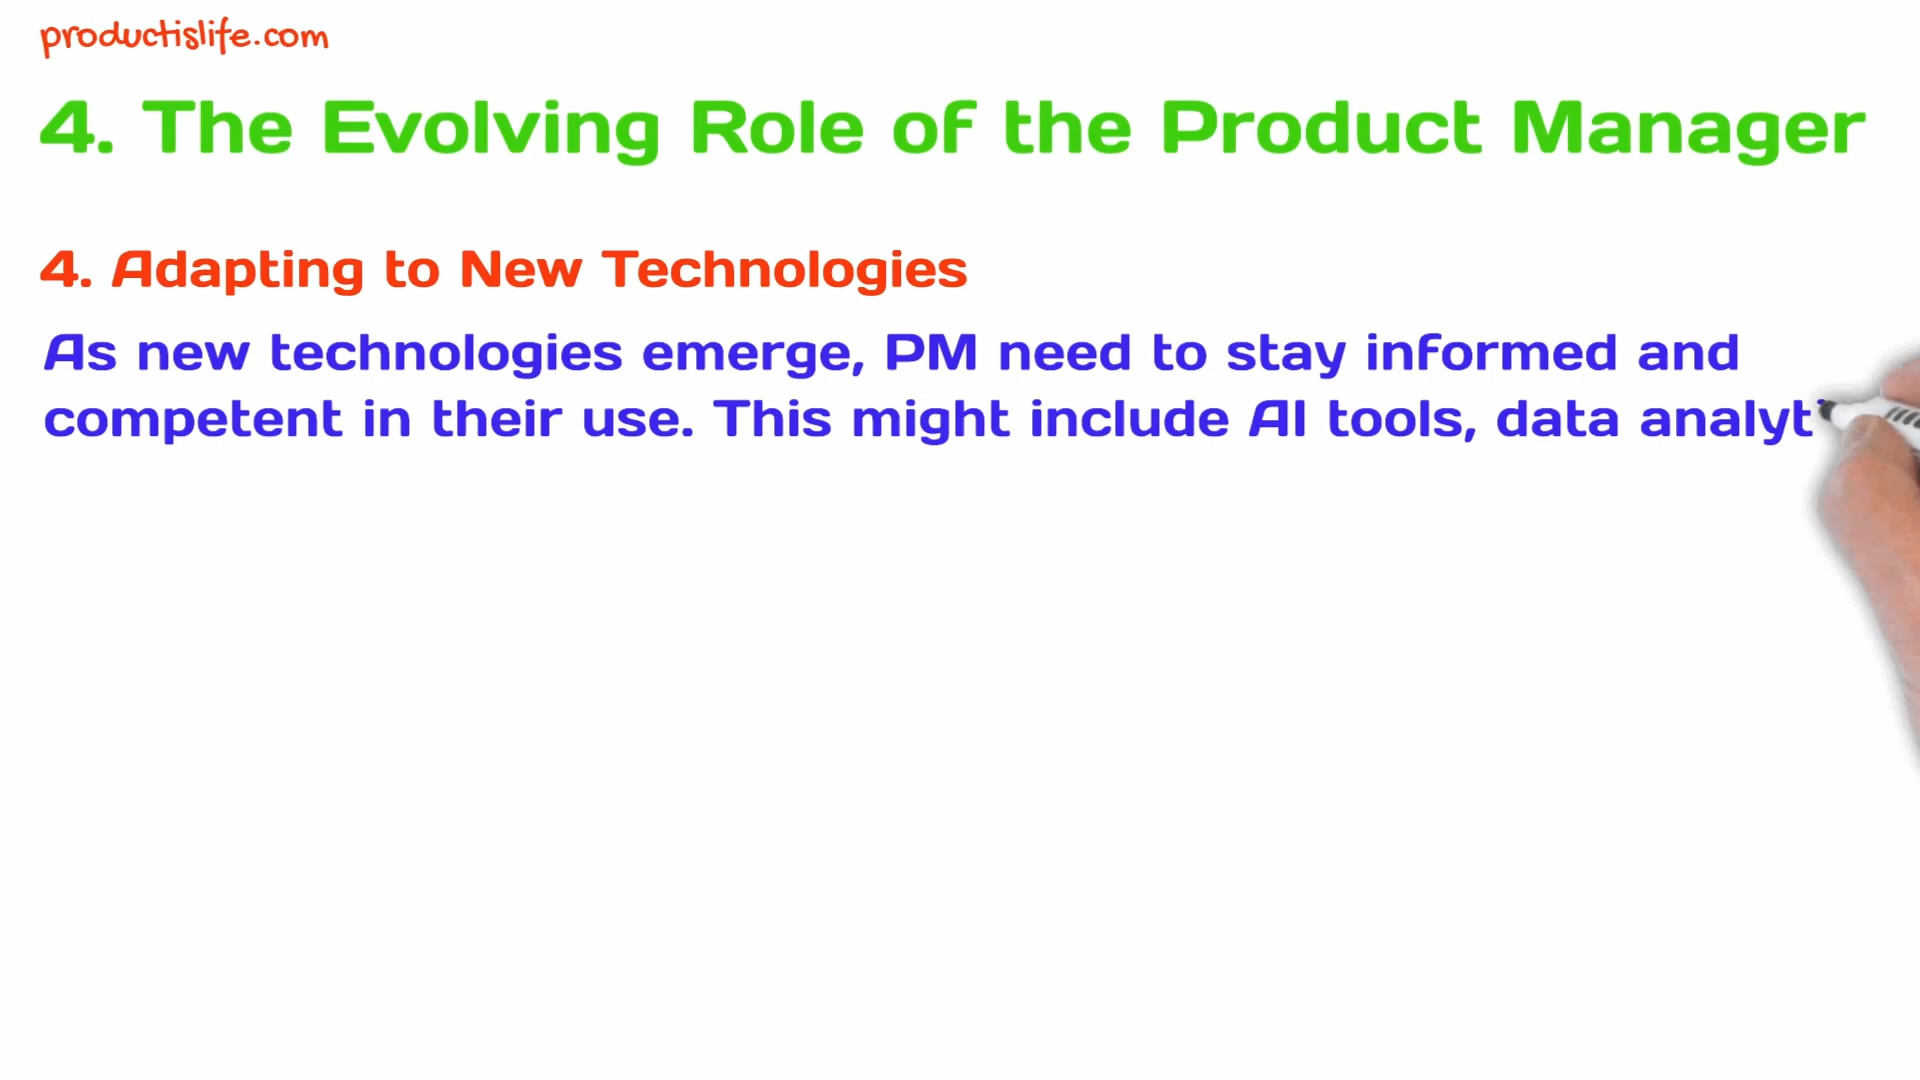 productislife.com
4. The Evolving Role of the Product Manager
4. Adapting to New Technologies
As new technologies emerge, PM need to stay informed and
competent in their use. This might include AI tools, data analyt